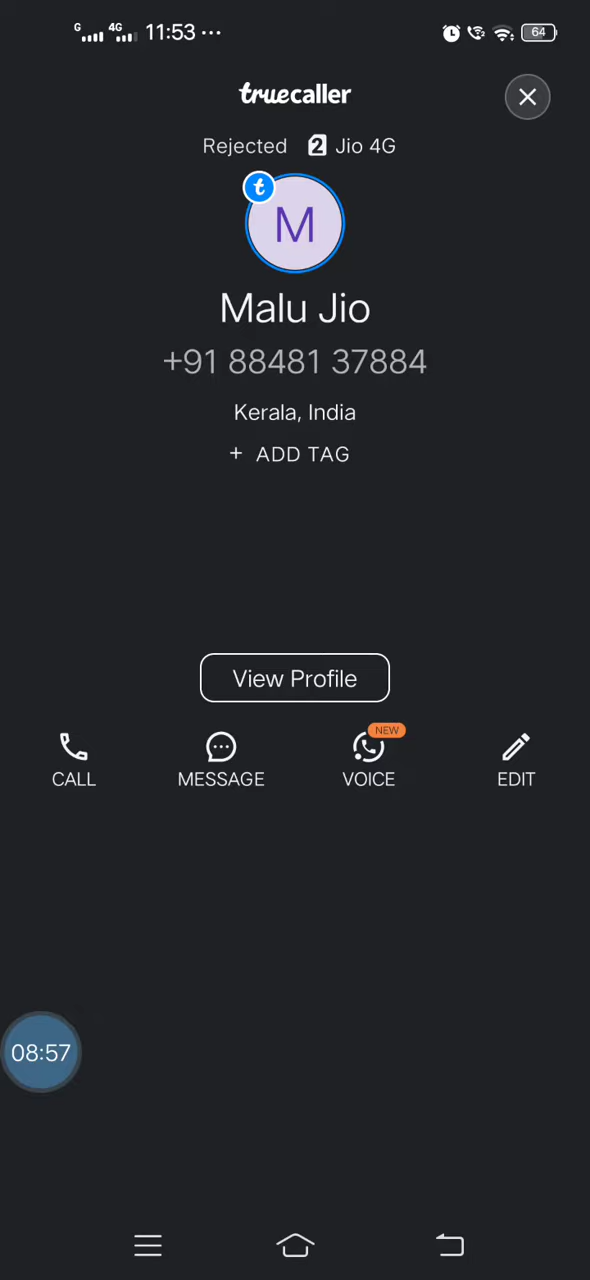 G 4G 11:53 ··· 64
truecaller
Rejected 2 Jio 4G
t
M
Malu Jio
+91 88481 37884
Kerala, India
+ ADD TAG
View Profile
NEW
CALL MESSAGE VOICE EDIT
08:57